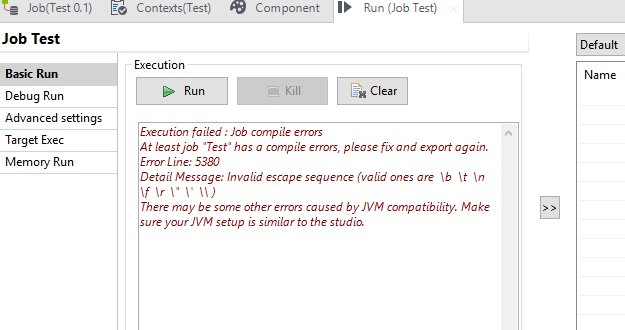 Job(Test 0.1)
Contexts(Test)
Component
Run (Job Test)
Job Test
Default
Basic Run
Debug Run
Advanced settings
Target Exec
Memory Run
Execution
Run
Kill
Clear
Name
Execution failed : Job compile errors
At least job "Test" has a compile errors, please fix and export again.
Error Line: 5380
Detail Message: Invalid escape sequence (valid ones are \b \t \n
\f \r \" \' \\ )
There may be some other errors caused by JVM compatibility. Make
sure your JVM setup is similar to the studio.
>>